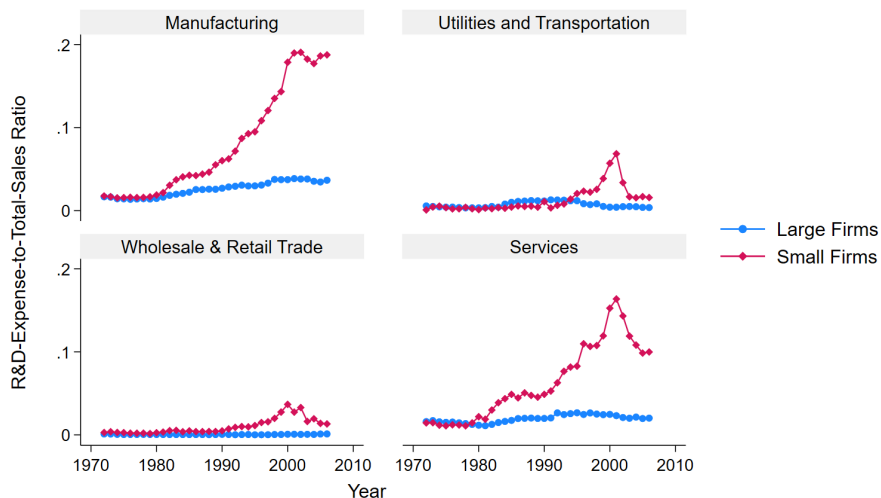 Manufacturing
Utilities and Transportation
.2
.1
0
Wholesale & Retail Trade
Services
.2
.1
0
1970 1980 1990 2000 2010
1970 1980 1990 2000 2010
R&D-Expense-to-Total-Sales Ratio
Year
Large Firms
Small Firms